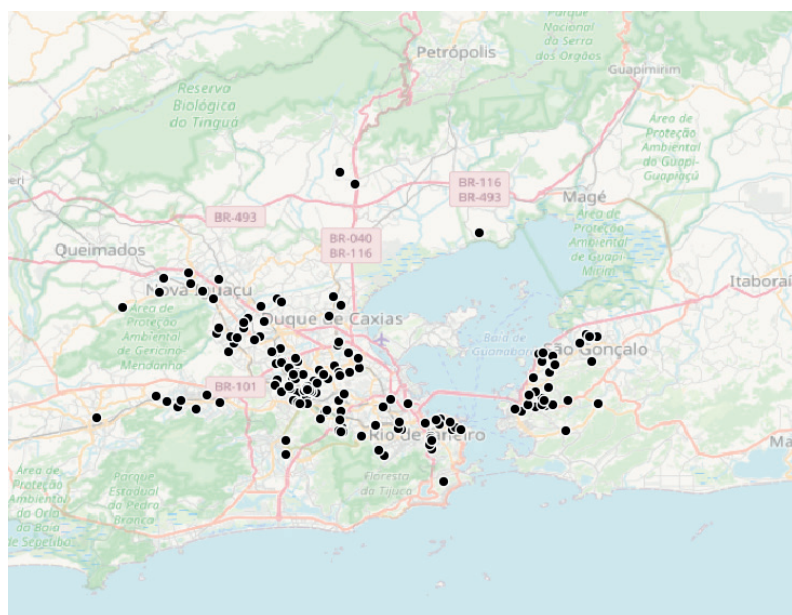 Petrópolis
Parque
Nacional
da Serra
dos Órgãos
Guapimirim
Reserva
Biológica
do Tinguá
Área de
Proteção
Ambiental
do Guapi-
Guapiaçu
BR-116
BR-493
Magé
BR-493
Área de
Proteção
Ambiental
de Guapi-
Mirim
Queimados
BR-040
BR-116
Itaboraí
Nova Iguaçu
Duque de Caxias
Baía de
Guanabara
São Gonçalo
Área de
Proteção
Ambiental
de Gericinó-
Mendanha
BR-101
Rio de Janeiro
Ma
Área de
Proteção
Ambiental
da Orla
da Baía
de Sepetiba
Parque
Estadual
da Pedra
Branca
Floresta
da Tijuca